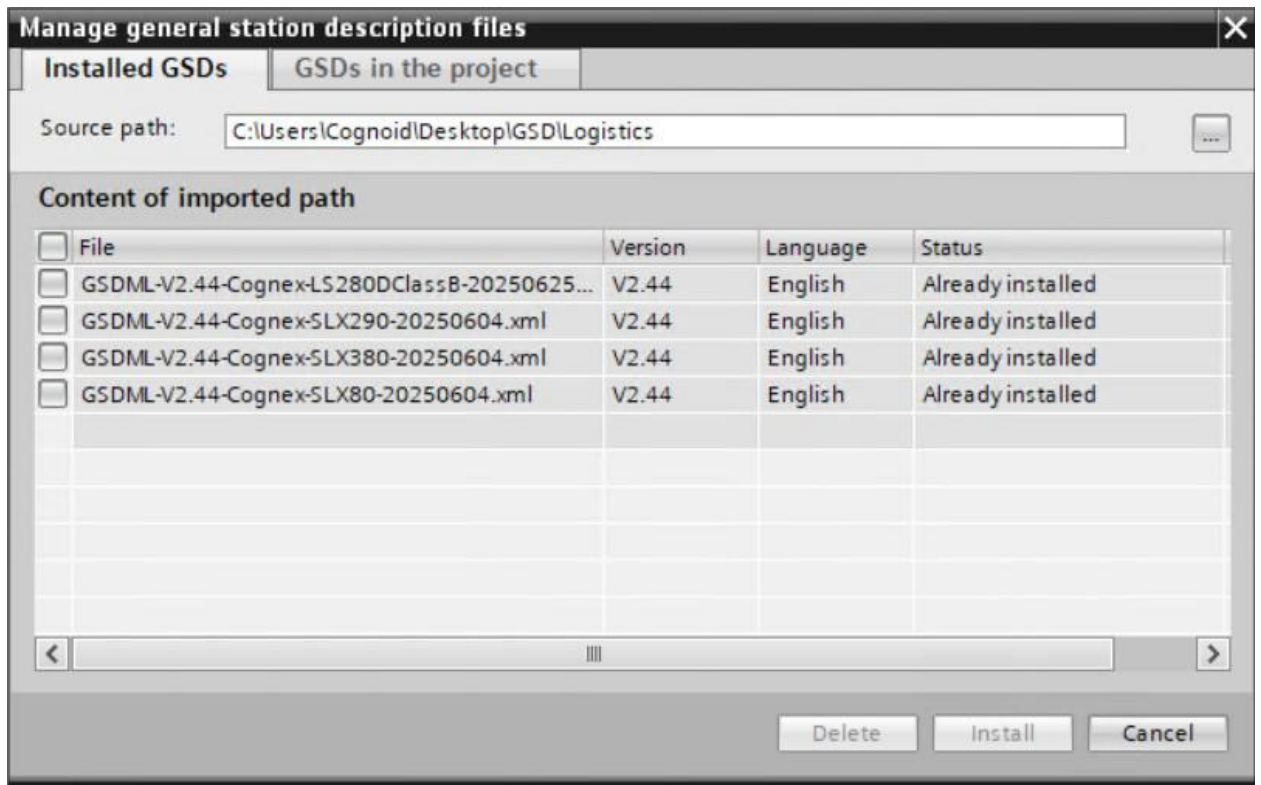 Manage general station description files
Installed GSDs GSDs in the project
Source path: C:\Users\Cognoid\Desktop\GSD\Logistics ...
Content of imported path
File Version Language Status
GSDML-V2.44-Cognex-LS280DClassB-20250625... V2.44 English Already installed
GSDML-V2.44-Cognex-SLX290-20250604.xml V2.44 English Already installed
GSDML-V2.44-Cognex-SLX380-20250604.xml V2.44 English Already installed
GSDML-V2.44-Cognex-SLX80-20250604.xml V2.44 English Already installed
Delete Install Cancel